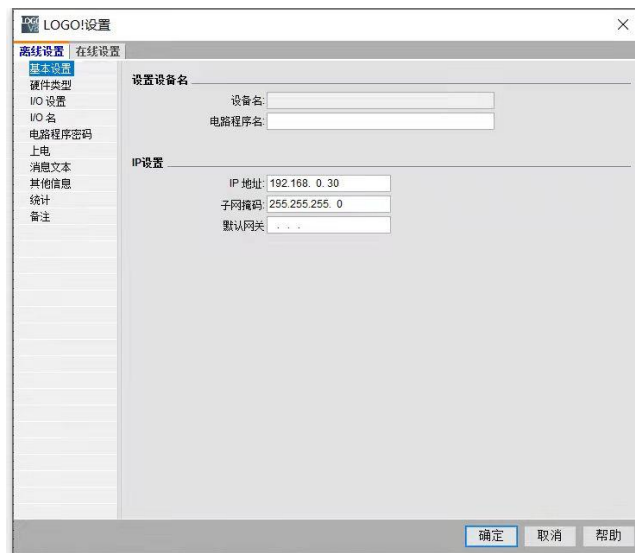 LOGO!设置
离线设置 在线设置
基本设置
硬件类型
I/O 设置
I/O 名
电路程序密码
上电
消息文本
其他信息
统计
备注
设置设备名
设备名:
电路程序名:
IP设置
IP 地址: 192.168. 0. 30
子网掩码: 255.255.255. 0
默认网关 . . .
确定 取消 帮助